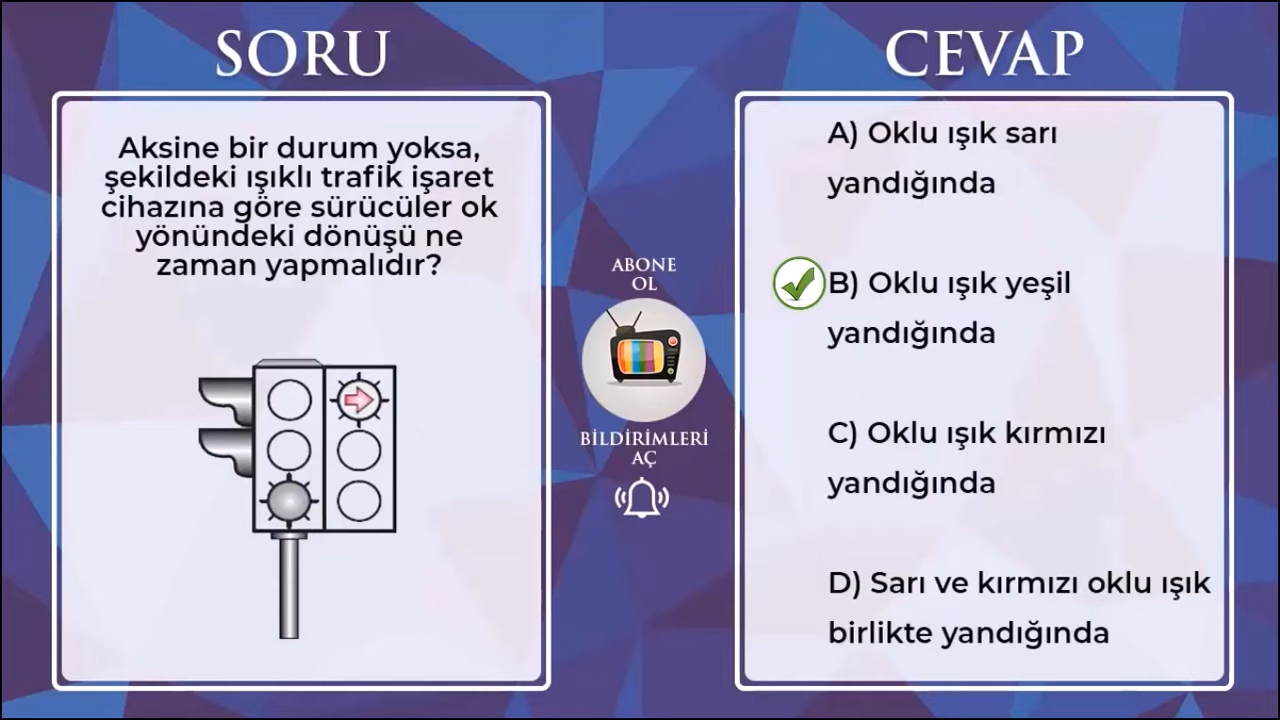 SORU
Aksine bir durum yoksa,
şekildeki ışıklı trafik işaret
cihazına göre sürücüler ok
yönündeki dönüşü ne
zaman yapmalıdır?
ABONE
OL
BİLDİRİMLERİ
AÇ
CEVAP
A) Oklu ışık sarı
yandığında
B) Oklu ışık yeşil
yandığında
C) Oklu ışık kırmızı
yandığında
D) Sarı ve kırmızı oklu ışık
birlikte yandığında